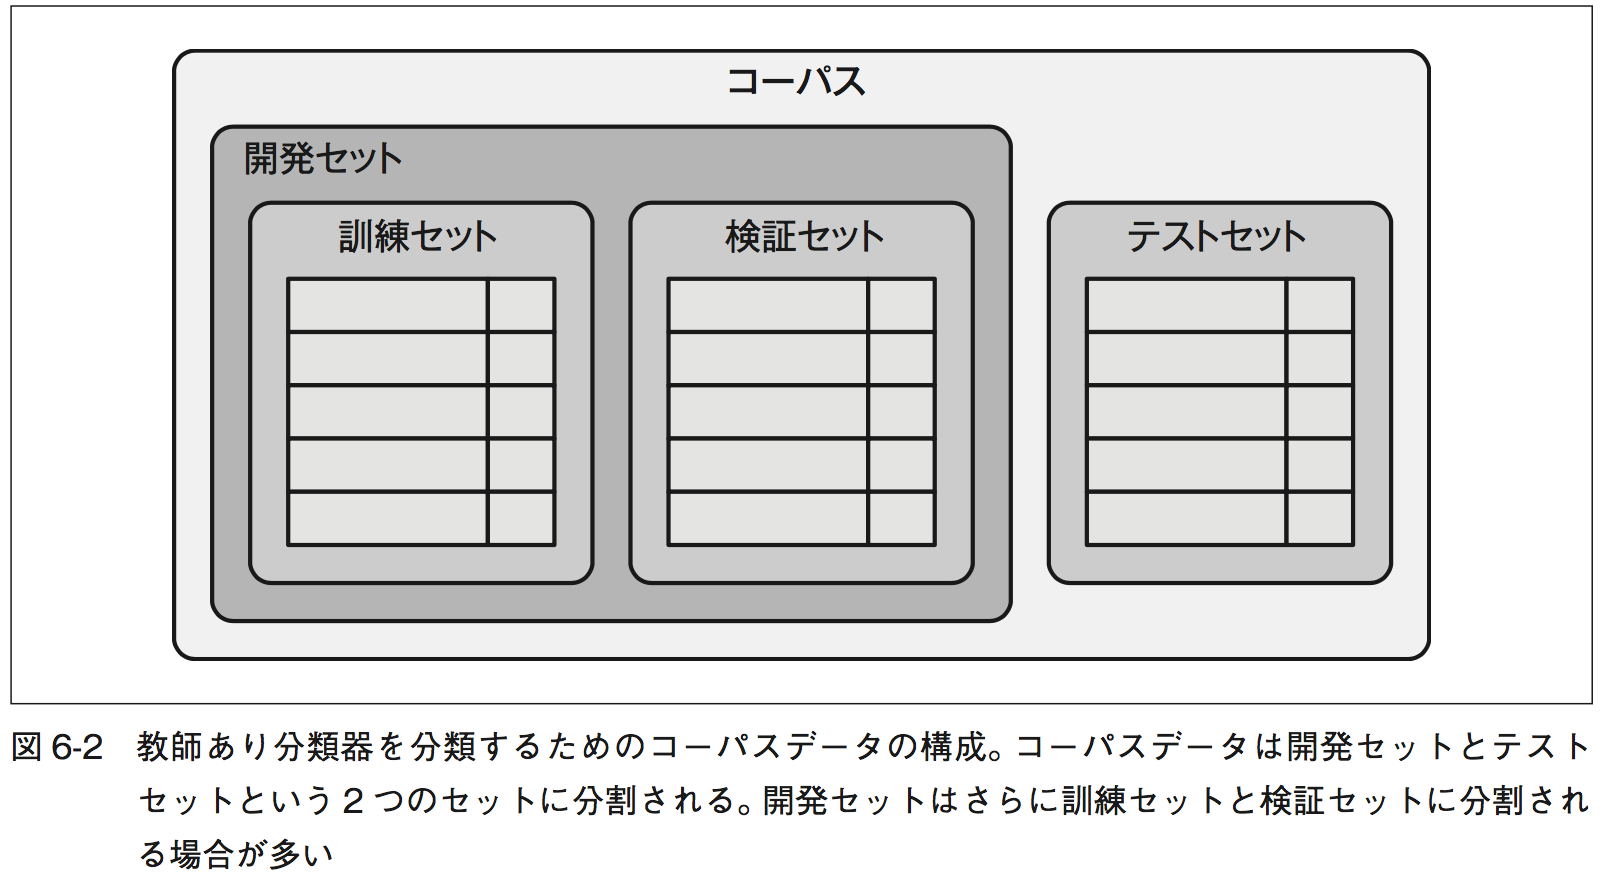 コーパス
開発セット
訓練セット
検証セット
テストセット
図 6-2 教師あり分類器を分類するためのコーパスデータの構成。コーパスデータは開発セットとテスト
セットという 2 つのセットに分割される。開発セットはさらに訓練セットと検証セットに分割され
る場合が多い